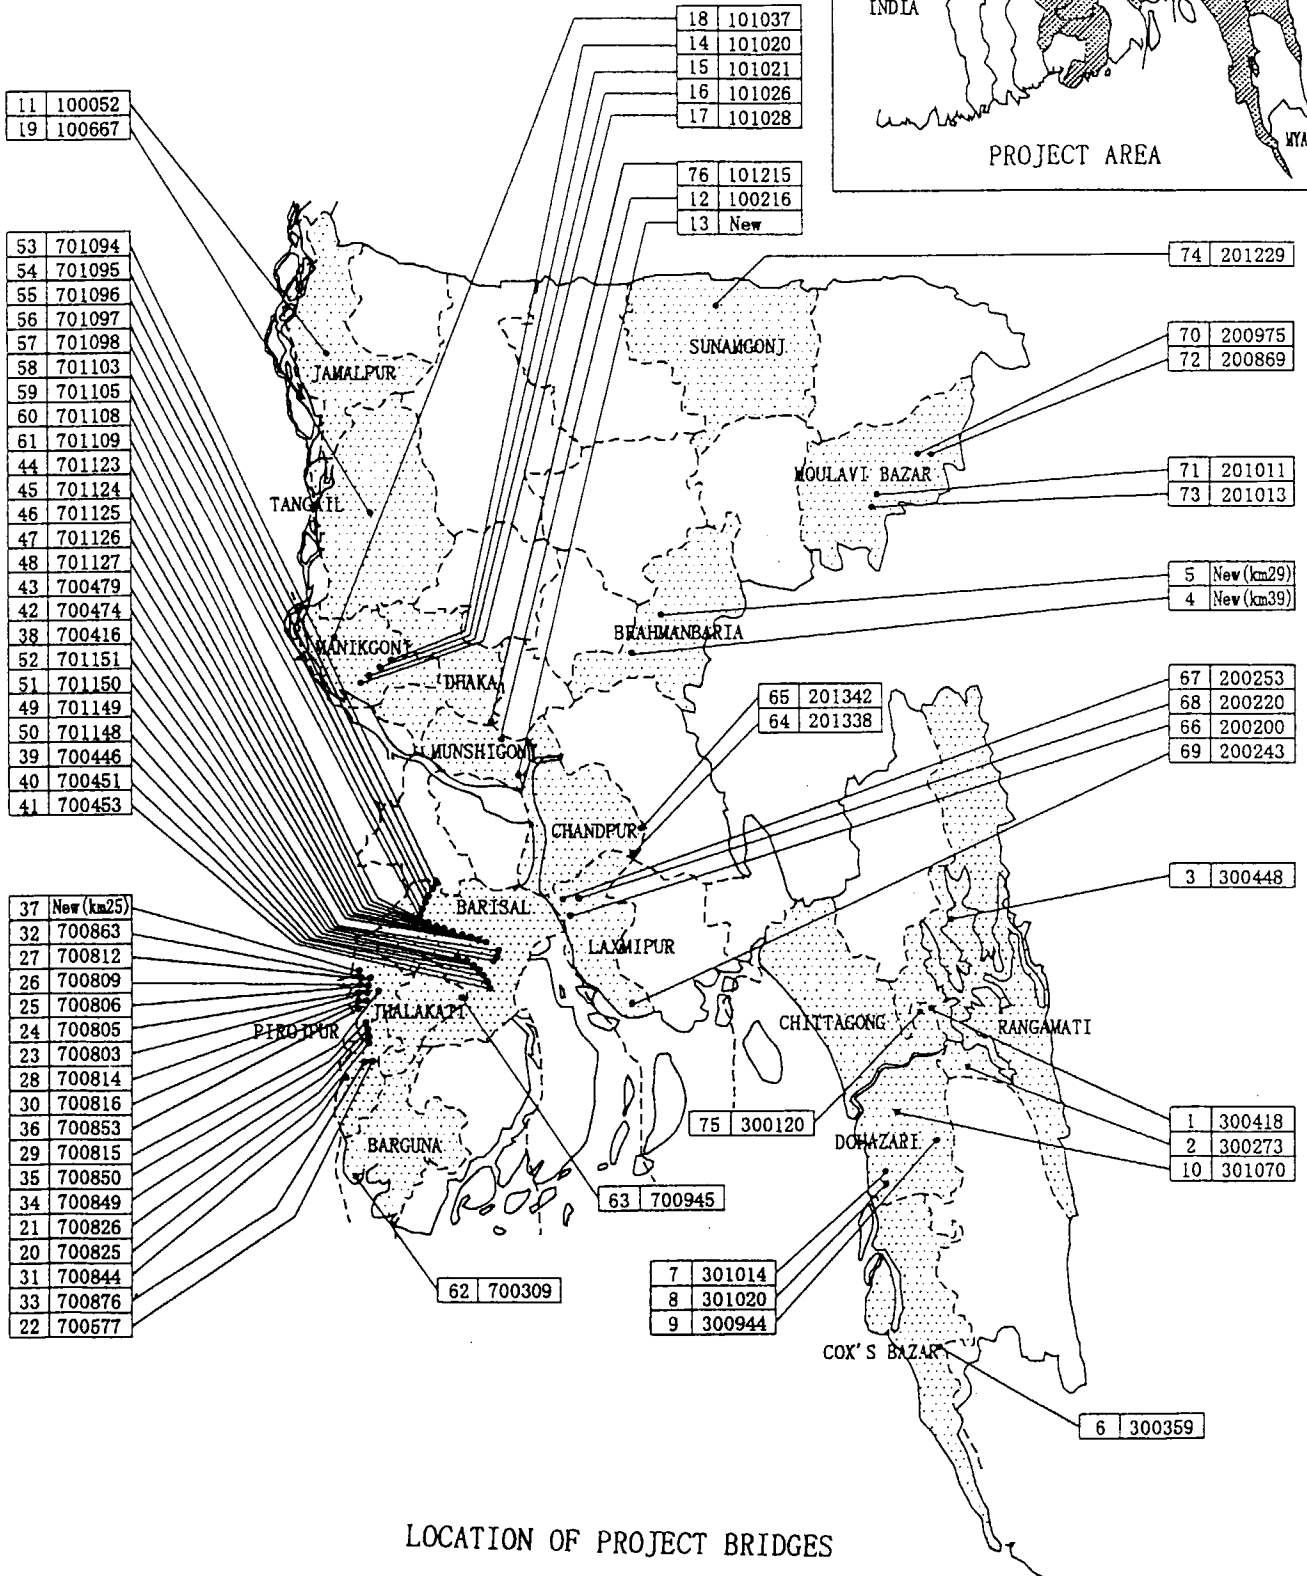 INDIA
MYA
PROJECT AREA
18 101037
14 101020
15 101021
16 101026
17 101028
11 100052
19 100667
76 101215
12 100216
13 New
53 701094
54 701095
55 701096
56 701097
57 701098
58 701103
59 701105
60 701108
61 701109
44 701123
45 701124
46 701125
47 701126
48 701127
43 700479
42 700474
38 700416
52 701151
51 701150
49 701149
50 701148
39 700446
40 700451
41 700453
74 201229
70 200975
72 200869
71 201011
73 201013
5 New(km29)
4 New(km39)
67 200253
68 200220
66 200200
69 200243
65 201342
64 201338
3 300448
37 New(km25)
32 700863
27 700812
26 700809
25 700806
24 700805
23 700803
28 700814
30 700816
36 700853
29 700815
35 700850
34 700849
21 700826
20 700825
31 700844
33 700876
22 700577
75 300120
1 300418
2 300273
10 301070
63 700945
62 700309
7 301014
8 301020
9 300944
6 300359
SUNAMGONJ
JAMALPUR
MOULAVI BAZAR
TANGAIL
BRAHMANBARIA
MANIKGONJ
DHAKA
MUNSHIGONJ
CHANDPUR
BARISAL
LAXMIPUR
JHALAKATI
PIROJPUR
CHITTAGONG
RANGAMATI
BARGUNA
DOHAZARI
COX'S BAZAR
LOCATION OF PROJECT BRIDGES